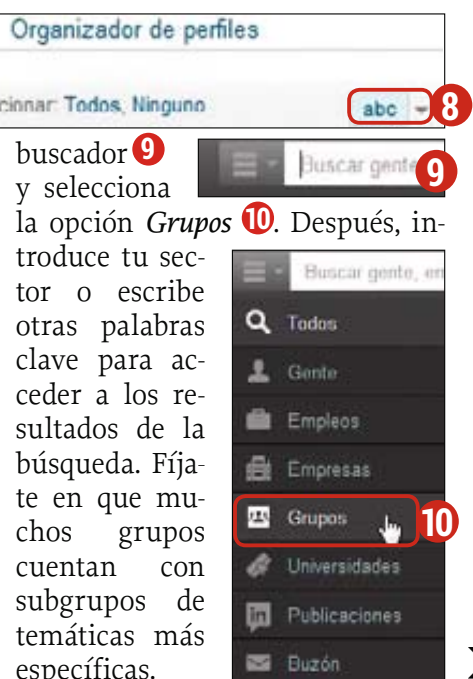 Organizador de perfiles
cionar: Todos, Ninguno abc 8
buscador 9
y selecciona
Buscar gente 9
la opción Grupos 10. Después, in-
troduce tu sec-
tor o escribe
otras palabras
clave para ac-
ceder a los re-
sultados de la
búsqueda. Fíja-
te en que mu-
chos grupos
cuentan con
subgrupos de
temáticas más
específicas.
Buscar gente, em
Todos
Gente
Empleos
Empresas
Grupos 10
Universidades
in Publicaciones
Buzón